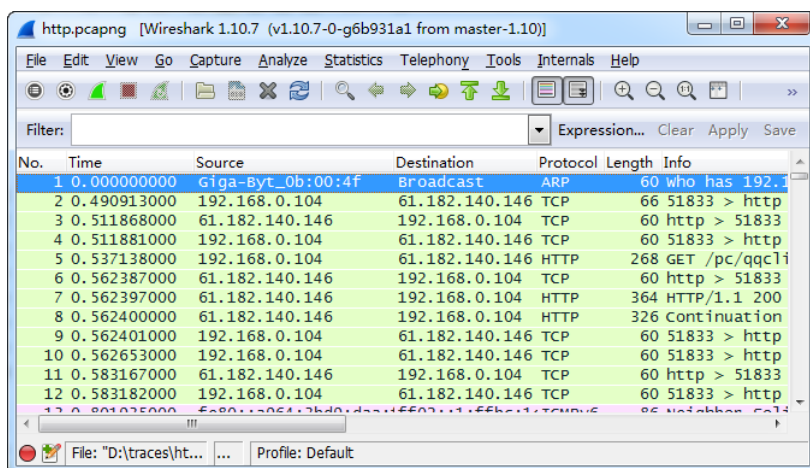 http.pcapng [Wireshark 1.10.7 (v1.10.7-0-g6b931a1 from master-1.10)]
File Edit View Go Capture Analyze Statistics Telephony Tools Internals Help
Filter: Expression... Clear Apply Save
No. Time Source Destination Protocol Length Info
1 0.000000000 Giga-Byt_0b:00:4f Broadcast ARP 60 Who has 192.1
2 0.490913000 192.168.0.104 61.182.140.146 TCP 66 51833 > http
3 0.511868000 61.182.140.146 192.168.0.104 TCP 60 http > 51833
4 0.511881000 192.168.0.104 61.182.140.146 TCP 60 51833 > http
5 0.537138000 192.168.0.104 61.182.140.146 HTTP 268 GET /pc/qqcli
6 0.562387000 61.182.140.146 192.168.0.104 TCP 60 http > 51833
7 0.562397000 61.182.140.146 192.168.0.104 HTTP 364 HTTP/1.1 200
8 0.562400000 61.182.140.146 192.168.0.104 HTTP 326 Continuation
9 0.562401000 192.168.0.104 61.182.140.146 TCP 60 51833 > http
10 0.562653000 192.168.0.104 61.182.140.146 TCP 60 51833 > http
11 0.583167000 61.182.140.146 192.168.0.104 TCP 60 http > 51833
12 0.583182000 192.168.0.104 61.182.140.146 TCP 60 51833 > http
File: "D:\traces\ht... ... Profile: Default